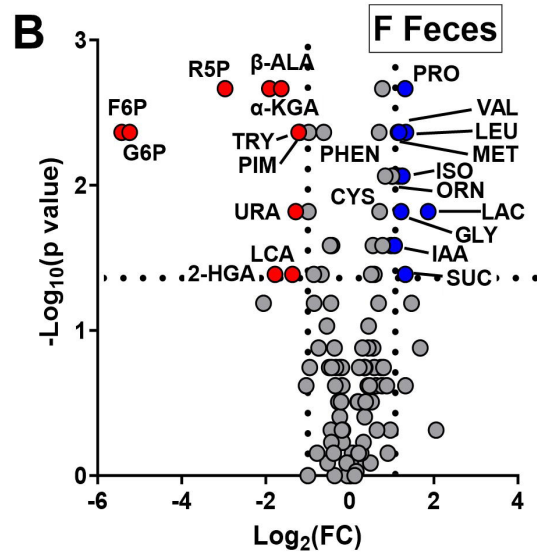 B
F Feces
3
2
1
0
-Log10(p value)
R5P
β-ALA
PRO
F6P
α-KGA
VAL
G6P
TRY
LEU
PIM
PHEN
MET
ISO
CYS
ORN
URA
LAC
GLY
LCA
IAA
2-HGA
SUC
-6 -4 -2 0 2 4
Log2(FC)